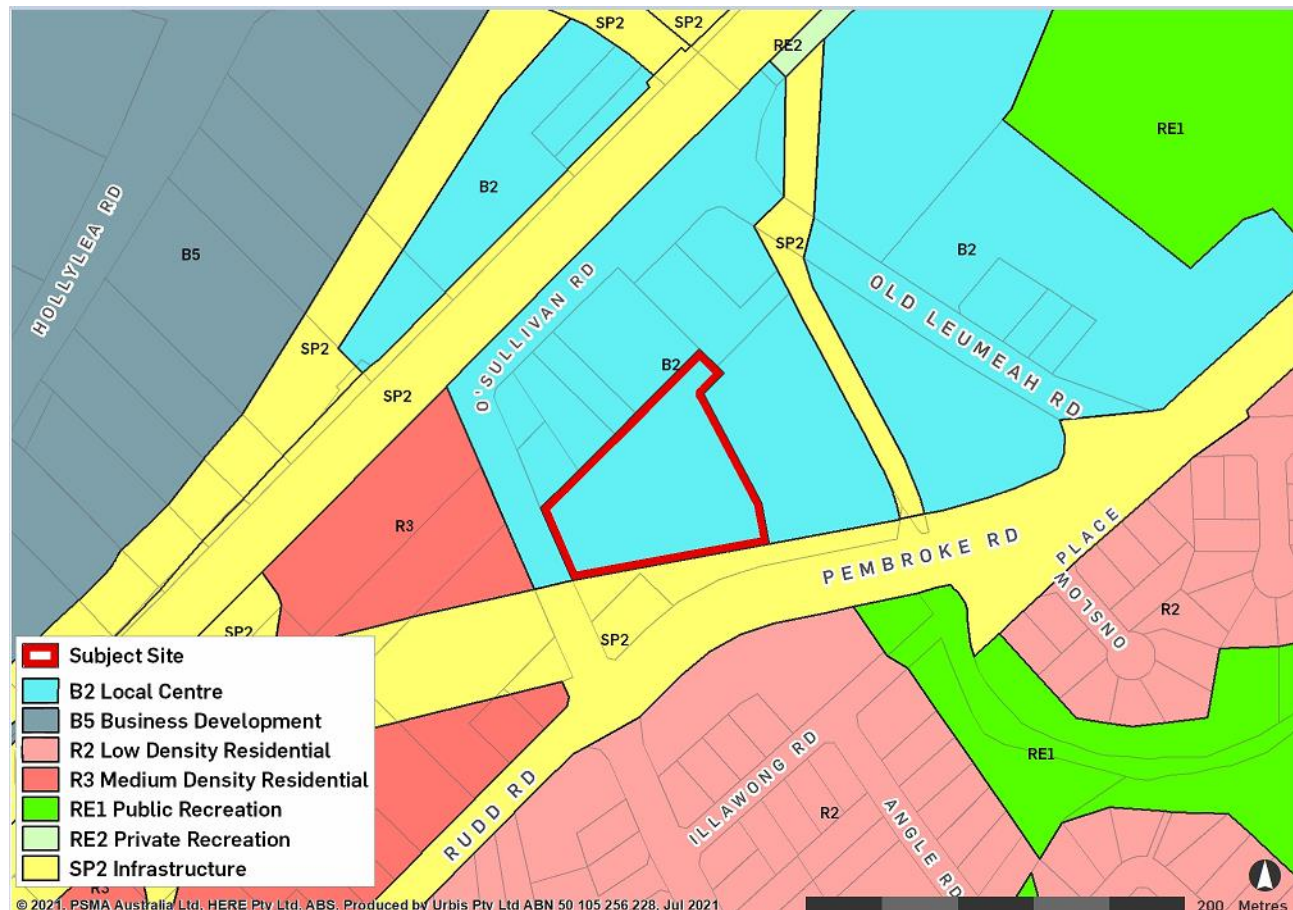 SP2
SP2
RE2
RE1
B2
HOLLYLEA RD
B5
SP2
B2
O'SULLIVAN RD
OLD LEUMEAH RD
SP2
B2
SP2
R3
PEMBROKE RD
ONSLOW PLACE
R2
SP2
SP2
RE1
ILLAWONG RD
R2
ANGLE RD
RUDD RD
R3
Subject Site
B2 Local Centre
B5 Business Development
R2 Low Density Residential
R3 Medium Density Residential
RE1 Public Recreation
RE2 Private Recreation
SP2 Infrastructure
© 2021. PSMA Australia Ltd, HERE Pty Ltd, ABS. Produced by Urbis Pty Ltd ABN 50 105 256 228, Jul 2021
200 Metres